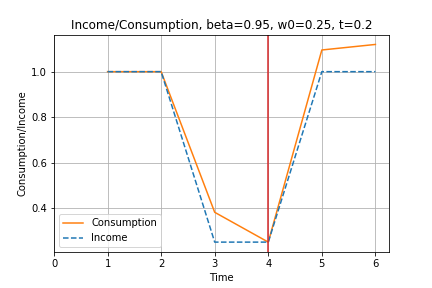 Income/Consumption, beta=0.95, w0=0.25, t=0.2
Consumption/Income
1.0
0.8
0.6
0.4
Consumption
Income
0 1 2 3 4 5 6
Time